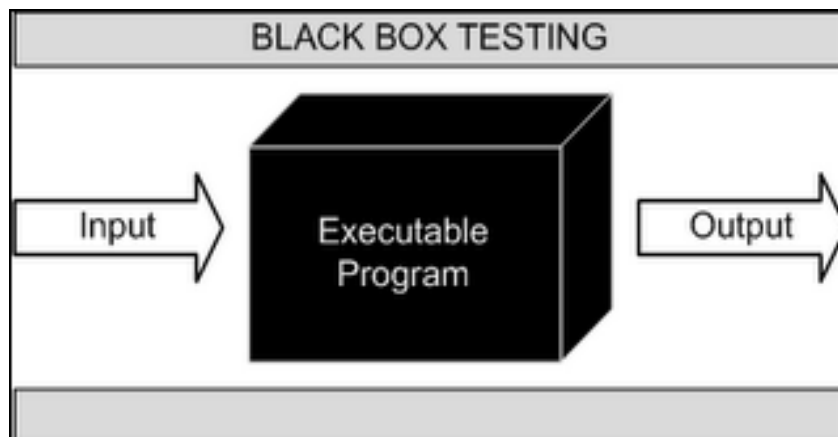 BLACK BOX TESTING
Input
Executable
Program
Output